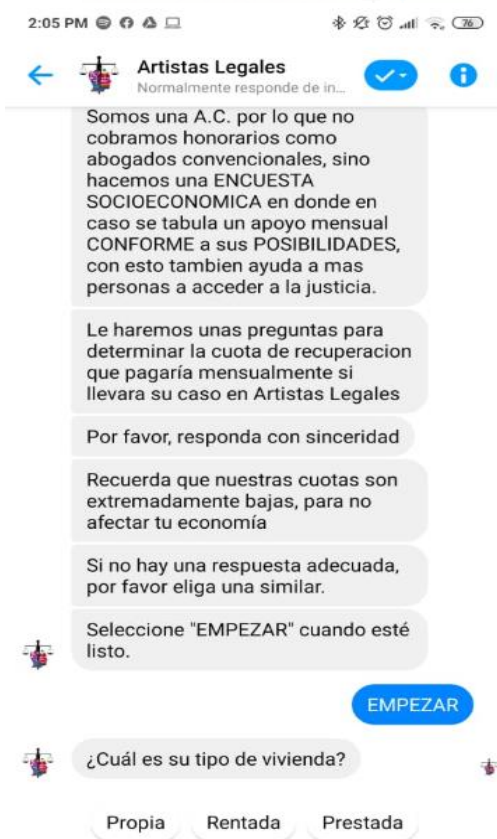 2:05 PM
76
Artistas Legales
Normalmente responde de in...
Somos una A.C. por lo que no
cobramos honorarios como
abogados convencionales, sino
hacemos una ENCUESTA
SOCIOECONOMICA en donde en
caso se tabula un apoyo mensual
CONFORME a sus POSIBILIDADES,
con esto tambien ayuda a mas
personas a acceder a la justicia.
Le haremos unas preguntas para
determinar la cuota de recuperacion
que pagaría mensualmente si
llevara su caso en Artistas Legales
Por favor, responda con sinceridad
Recuerda que nuestras cuotas son
extremadamente bajas, para no
afectar tu economía
Si no hay una respuesta adecuada,
por favor eliga una similar.
Seleccione "EMPEZAR" cuando esté
listo.
EMPEZAR
¿Cuál es su tipo de vivienda?
Propia Rentada Prestada